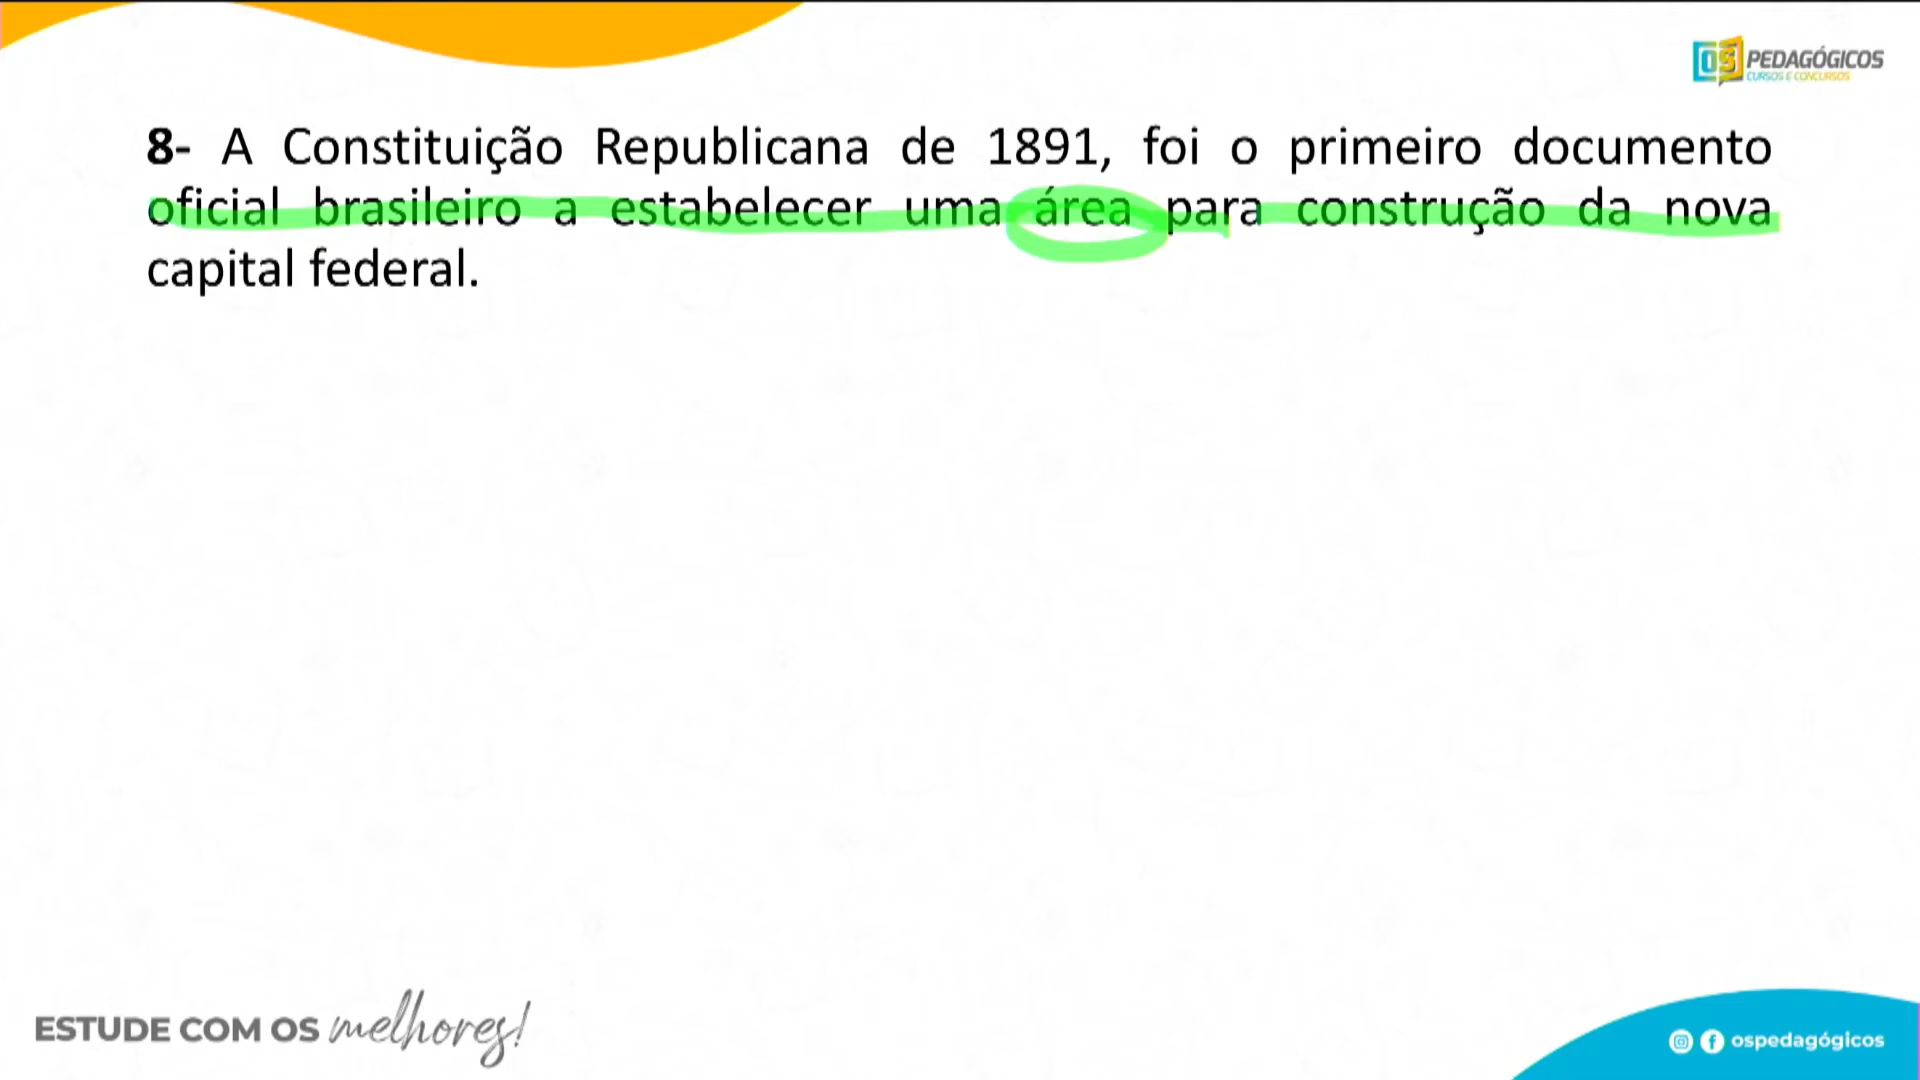 OS PEDAGÓGICOS
CURSOS E CONCURSOS
8- A Constituição Republicana de 1891, foi o primeiro documento
oficial brasileiro a estabelecer uma área para construção da nova
capital federal.
ESTUDE COM OS melhores!
ospedagógicos